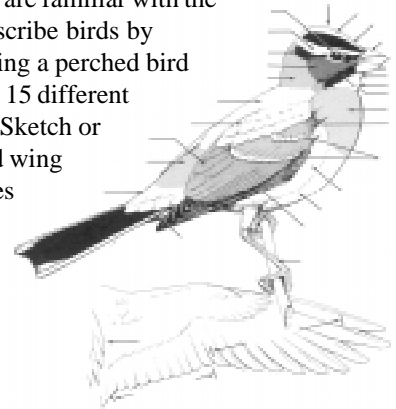 are familiar with the
scribe birds by
ing a perched bird
15 different
Sketch or
d wing
es